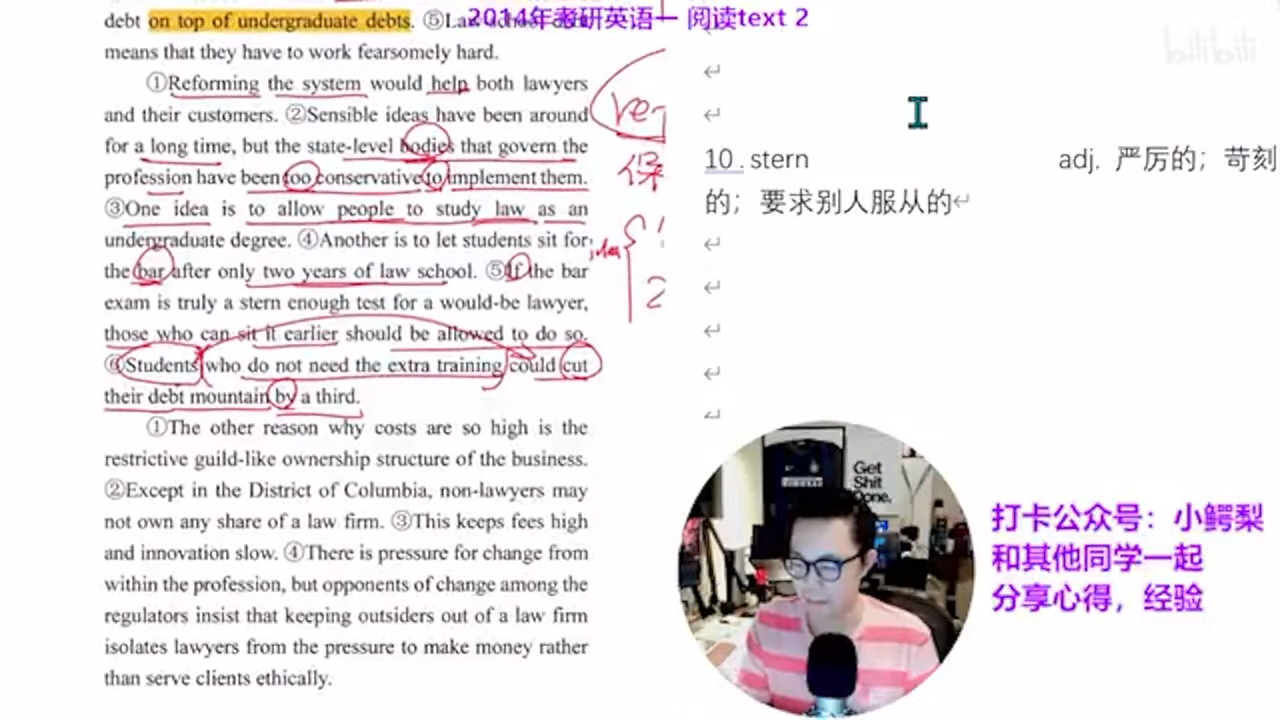 2014年考研英语一 阅读text 2
debt on top of undergraduate debts. ⑤Law school
means that they have to work fearsomely hard.
①Reforming the system would help both lawyers
and their customers. ②Sensible ideas have been around
for a long time, but the state-level bodies that govern the
profession have been too conservative to implement them.
③One idea is to allow people to study law as an
undergraduate degree. ④Another is to let students sit for
the bar after only two years of law school. ⑤If the bar
exam is truly a stern enough test for a would-be lawyer,
those who can sit it earlier should be allowed to do so.
⑥Students who do not need the extra training could cut
their debt mountain by a third.
①The other reason why costs are so high is the
restrictive guild-like ownership structure of the business.
②Except in the District of Columbia, non-lawyers may
not own any share of a law firm. ③This keeps fees high
and innovation slow. ④There is pressure for change from
within the profession, but opponents of change among the
regulators insist that keeping outsiders out of a law firm
isolates lawyers from the pressure to make money rather
than serve clients ethically.
idea
2
bilibili
10 . stern adj. 严厉的；苛刻
的；要求别人服从的
Get
Shit
Done.
打卡公众号：小鳄梨
和其他同学一起
分享心得，经验